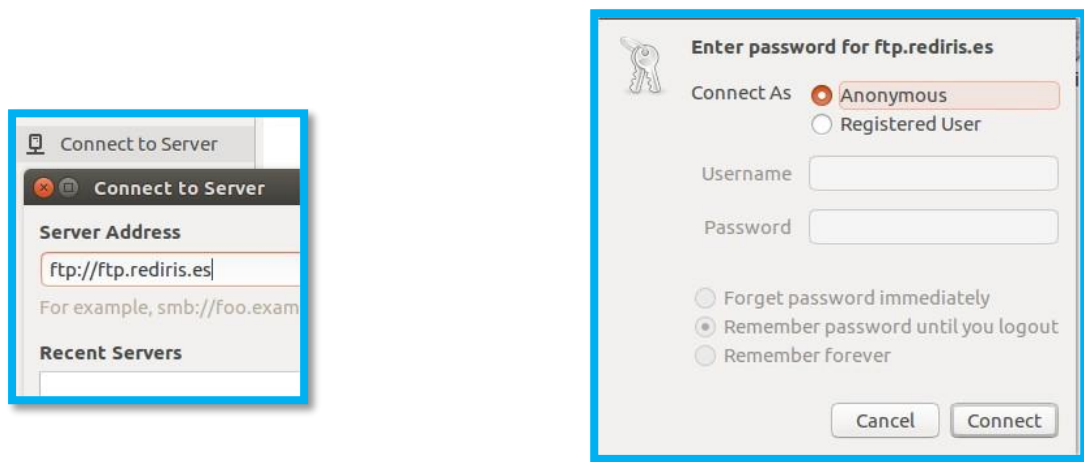 Connect to Server
Connect to Server
Server Address
ftp://ftp.rediris.es
For example, smb://foo.exam
Recent Servers
Enter password for ftp.rediris.es
Connect As
Anonymous
Registered User
Username
Password
Forget password immediately
Remember password until you logout
Remember forever
Cancel
Connect